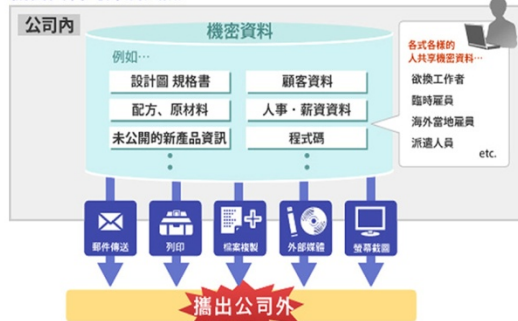 公司內
機密資料
例如…
設計圖 規格書
顧客資料
配方、原材料
人事・薪資資料
未公開的新產品資訊
程式碼
各式各樣的
人共享機密資料…
欲換工作者
臨時雇員
海外當地雇員
派遣人員
etc.
郵件傳送
列印
檔案複製
外部媒體
螢幕截圖
攜出公司外